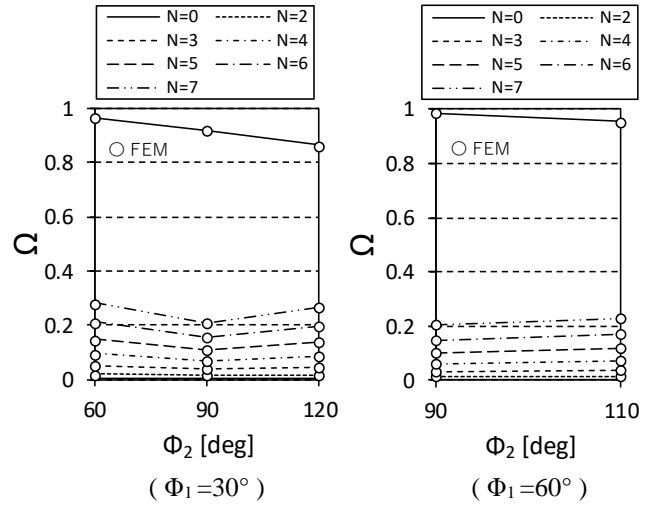 N=0 N=2
N=3 N=4
N=5 N=6
N=7
1
0.8
0.6
0.4
0.2
0
Ω
○ FEM
60 90 120
Φ₂ [deg]
( Φ₁ =30° )
N=0 N=2
N=3 N=4
N=5 N=6
N=7
1
0.8
0.6
0.4
0.2
0
Ω
○ FEM
90 110
Φ₂ [deg]
( Φ₁ =60° )